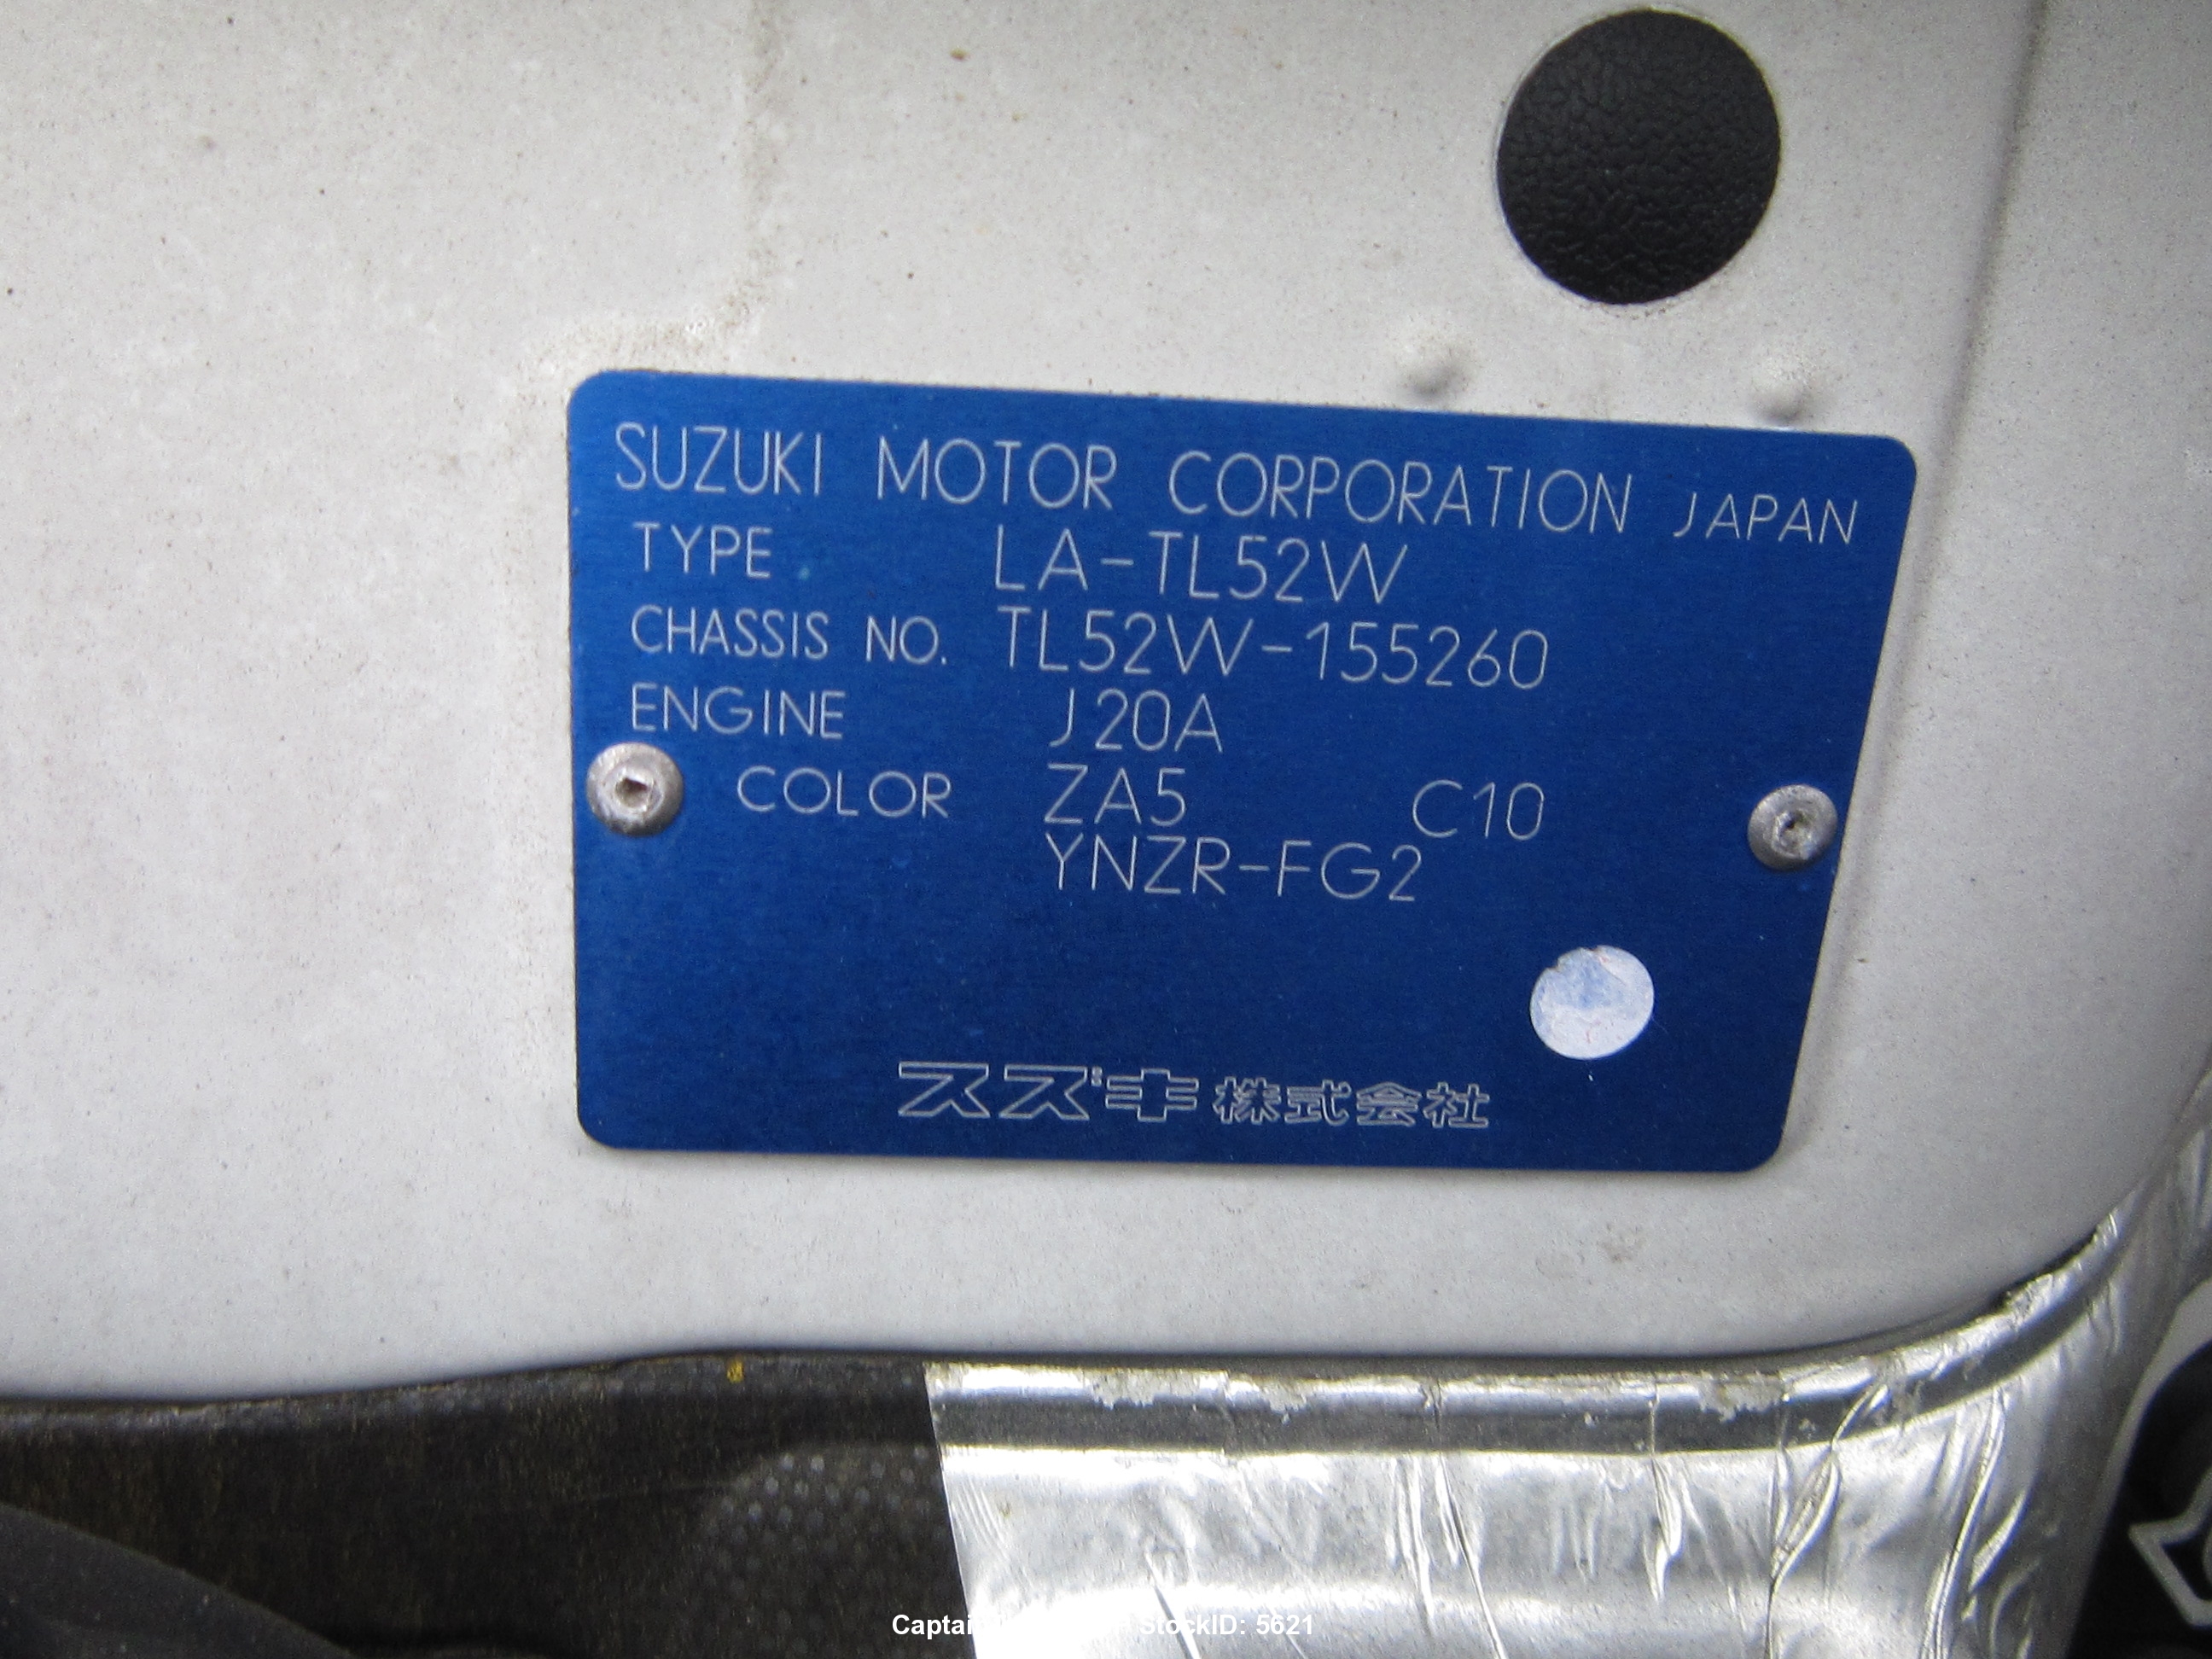 SUZUKI MOTOR CORPORATION JAPAN
TYPE LA-TL52W
CHASSIS NO. TL52W-155260
ENGINE J20A
COLOR ZA5 C10
YNZR-FG2
スズキ株式会社
StockID: 5621